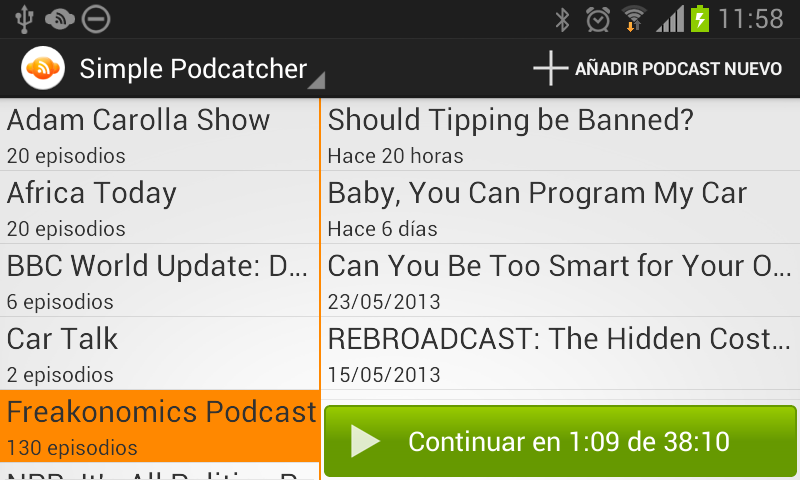 11:58
Simple Podcatcher
AÑADIR PODCAST NUEVO
Adam Carolla Show
20 episodios
Africa Today
20 episodios
BBC World Update: D...
6 episodios
Car Talk
2 episodios
Freakonomics Podcast
130 episodios
Should Tipping be Banned?
Hace 20 horas
Baby, You Can Program My Car
Hace 6 días
Can You Be Too Smart for Your O...
23/05/2013
REBROADCAST: The Hidden Cost...
15/05/2013
Continuar en 1:09 de 38:10